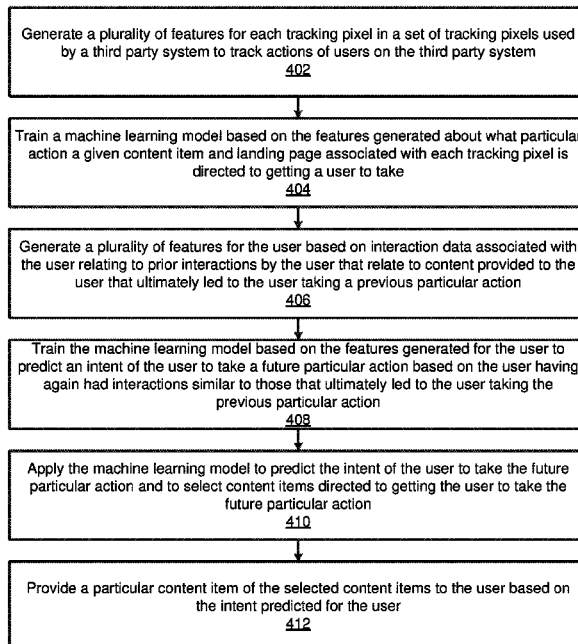 Generate a plurality of features for each tracking pixel in a set of tracking pixels used
by a third party system to track actions of users on the third party system
402
Train a machine learning model based on the features generated about what particular
action a given content item and landing page associated with each tracking pixel is
directed to getting a user to take
404
Generate a plurality of features for the user based on interaction data associated with
the user relating to prior interactions by the user that relate to content provided to the
user that ultimately led to the user taking a previous particular action
406
Train the machine learning model based on the features generated for the user to
predict an intent of the user to take a future particular action based on the user having
again had interactions similar to those that ultimately led to the user taking the
previous particular action
408
Apply the machine learning model to predict the intent of the user to take the future
particular action and to select content items directed to getting the user to take the
future particular action
410
Provide a particular content item of the selected content items to the user based on
the intent predicted for the user
412